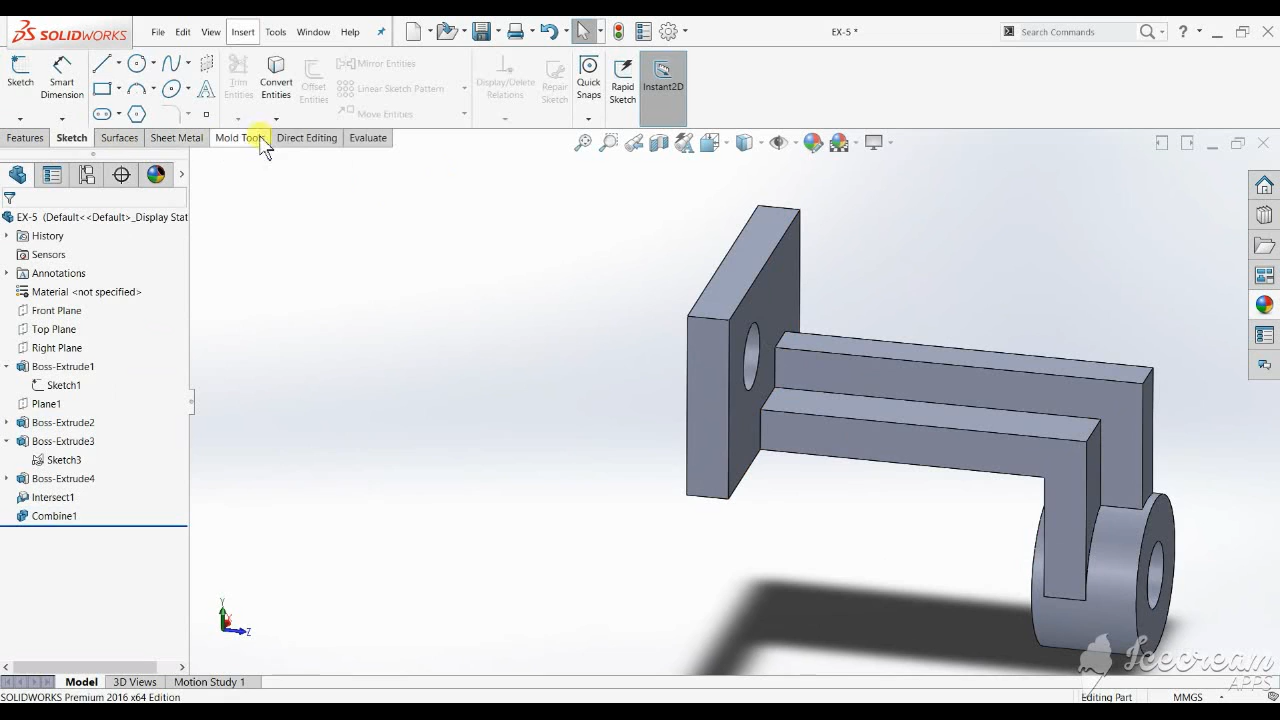 SOLIDWORKS File Edit View Insert Tools Window Help EX-5 * Search Commands
Sketch Smart Dimension Trim Entities Convert Entities Offset Entities Mirror Entities Linear Sketch Pattern Move Entities Display/Delete Relations Repair Sketch Quick Snaps Rapid Sketch Instant2D
Features Sketch Surfaces Sheet Metal Mold Tools Direct Editing Evaluate
EX-5 (Default<<Default>_Display Stat
History
Sensors
Annotations
Material <not specified>
Front Plane
Top Plane
Right Plane
Boss-Extrude1
Sketch1
Plane1
Boss-Extrude2
Boss-Extrude3
Sketch3
Boss-Extrude4
Intersect1
Combine1
Y
X
Z
Icecream
APPS
Model 3D Views Motion Study 1
SOLIDWORKS Premium 2016 x64 Edition Editing Part MMGS